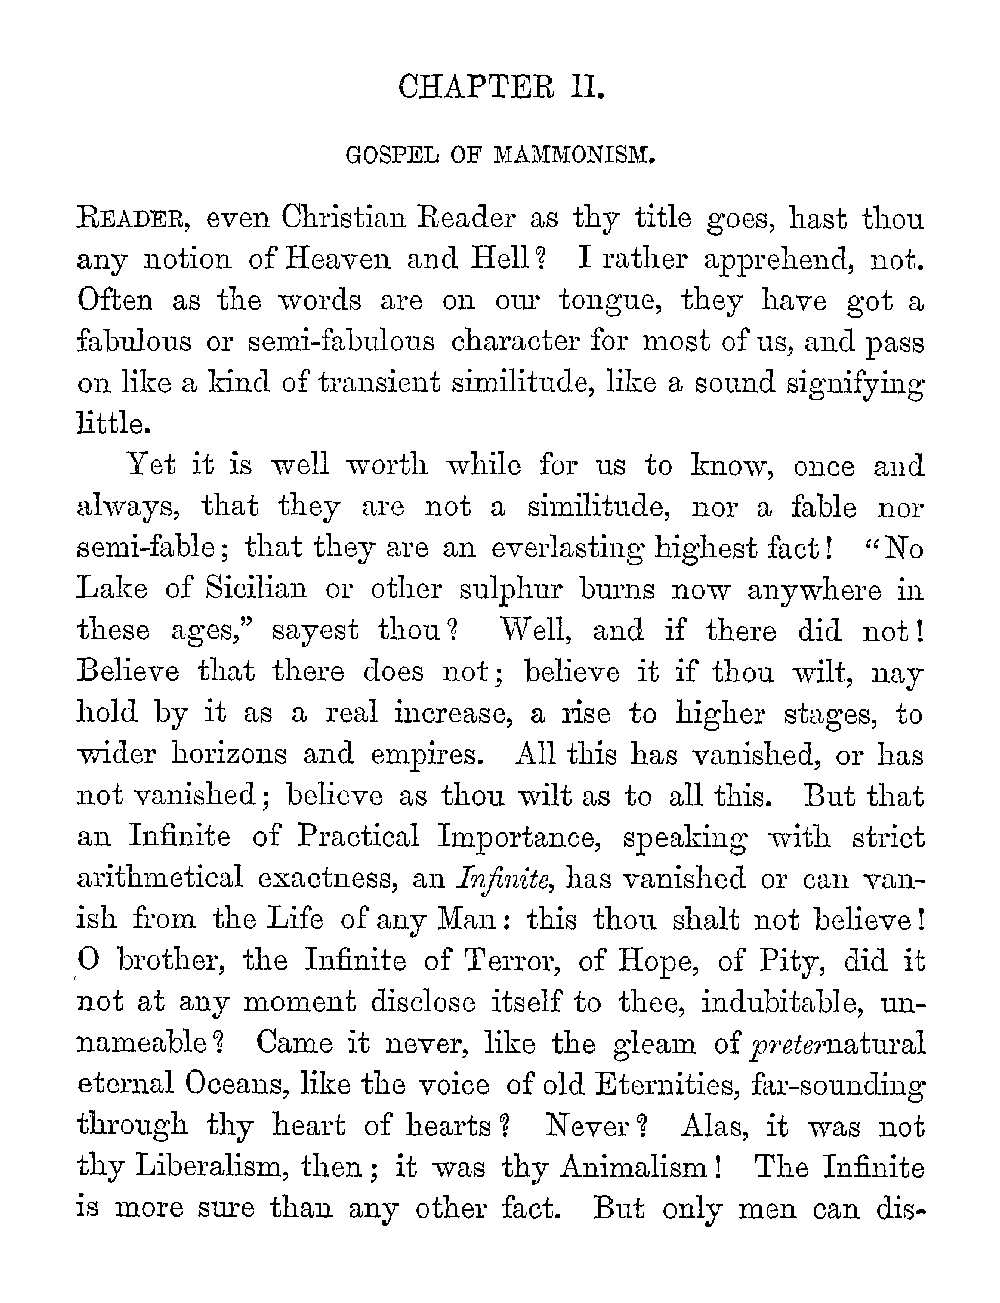 CHAPTER II.
GOSPEL OF MAMMONISM.
READER, even Christian Reader as thy title goes, hast thou
any notion of Heaven and Hell? I rather apprehend, not.
Often as the words are on our tongue, they have got a
fabulous or semi-fabulous character for most of us, and pass
on like a kind of transient similitude, like a sound signifying
little.
Yet it is well worth while for us to know, once and
always, that they are not a similitude, nor a fable nor
semi-fable; that they are an everlasting highest fact! “No
Lake of Sicilian or other sulphur burns now anywhere in
these ages,” sayest thou? Well, and if there did not!
Believe that there does not; believe it if thou wilt, nay
hold by it as a real increase, a rise to higher stages, to
wider horizons and empires. All this has vanished, or has
not vanished; believe as thou wilt as to all this. But that
an Infinite of Practical Importance, speaking with strict
arithmetical exactness, an Infinite, has vanished or can van-
ish from the Life of any Man: this thou shalt not believe!
O brother, the Infinite of Terror, of Hope, of Pity, did it
not at any moment disclose itself to thee, indubitable, un-
nameable? Came it never, like the gleam of preternatural
eternal Oceans, like the voice of old Eternities, far-sounding
through thy heart of hearts? Never? Alas, it was not
thy Liberalism, then; it was thy Animalism! The Infinite
is more sure than any other fact. But only men can dis-